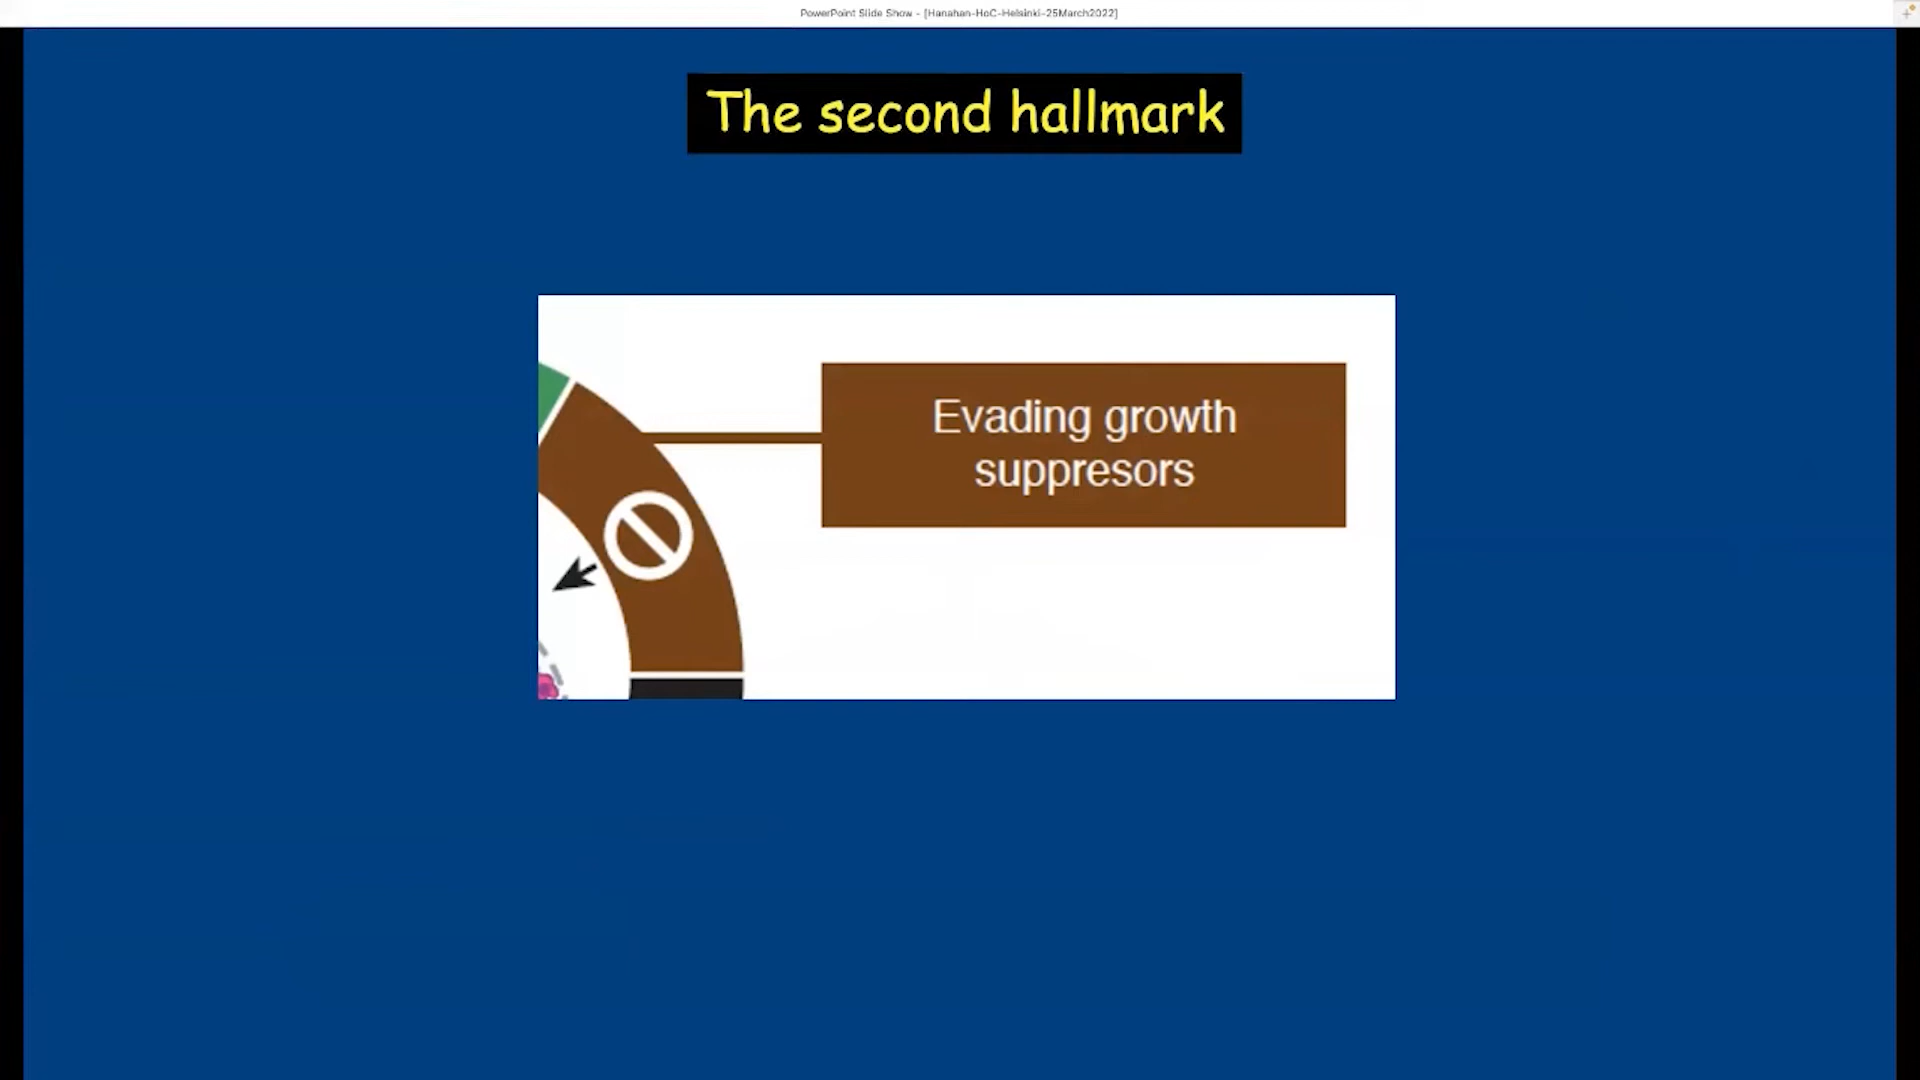 PowerPoint Slide Show - [Hanahan-HoC-Helsinki-25March2022]
The second hallmark
Evading growth
suppresors